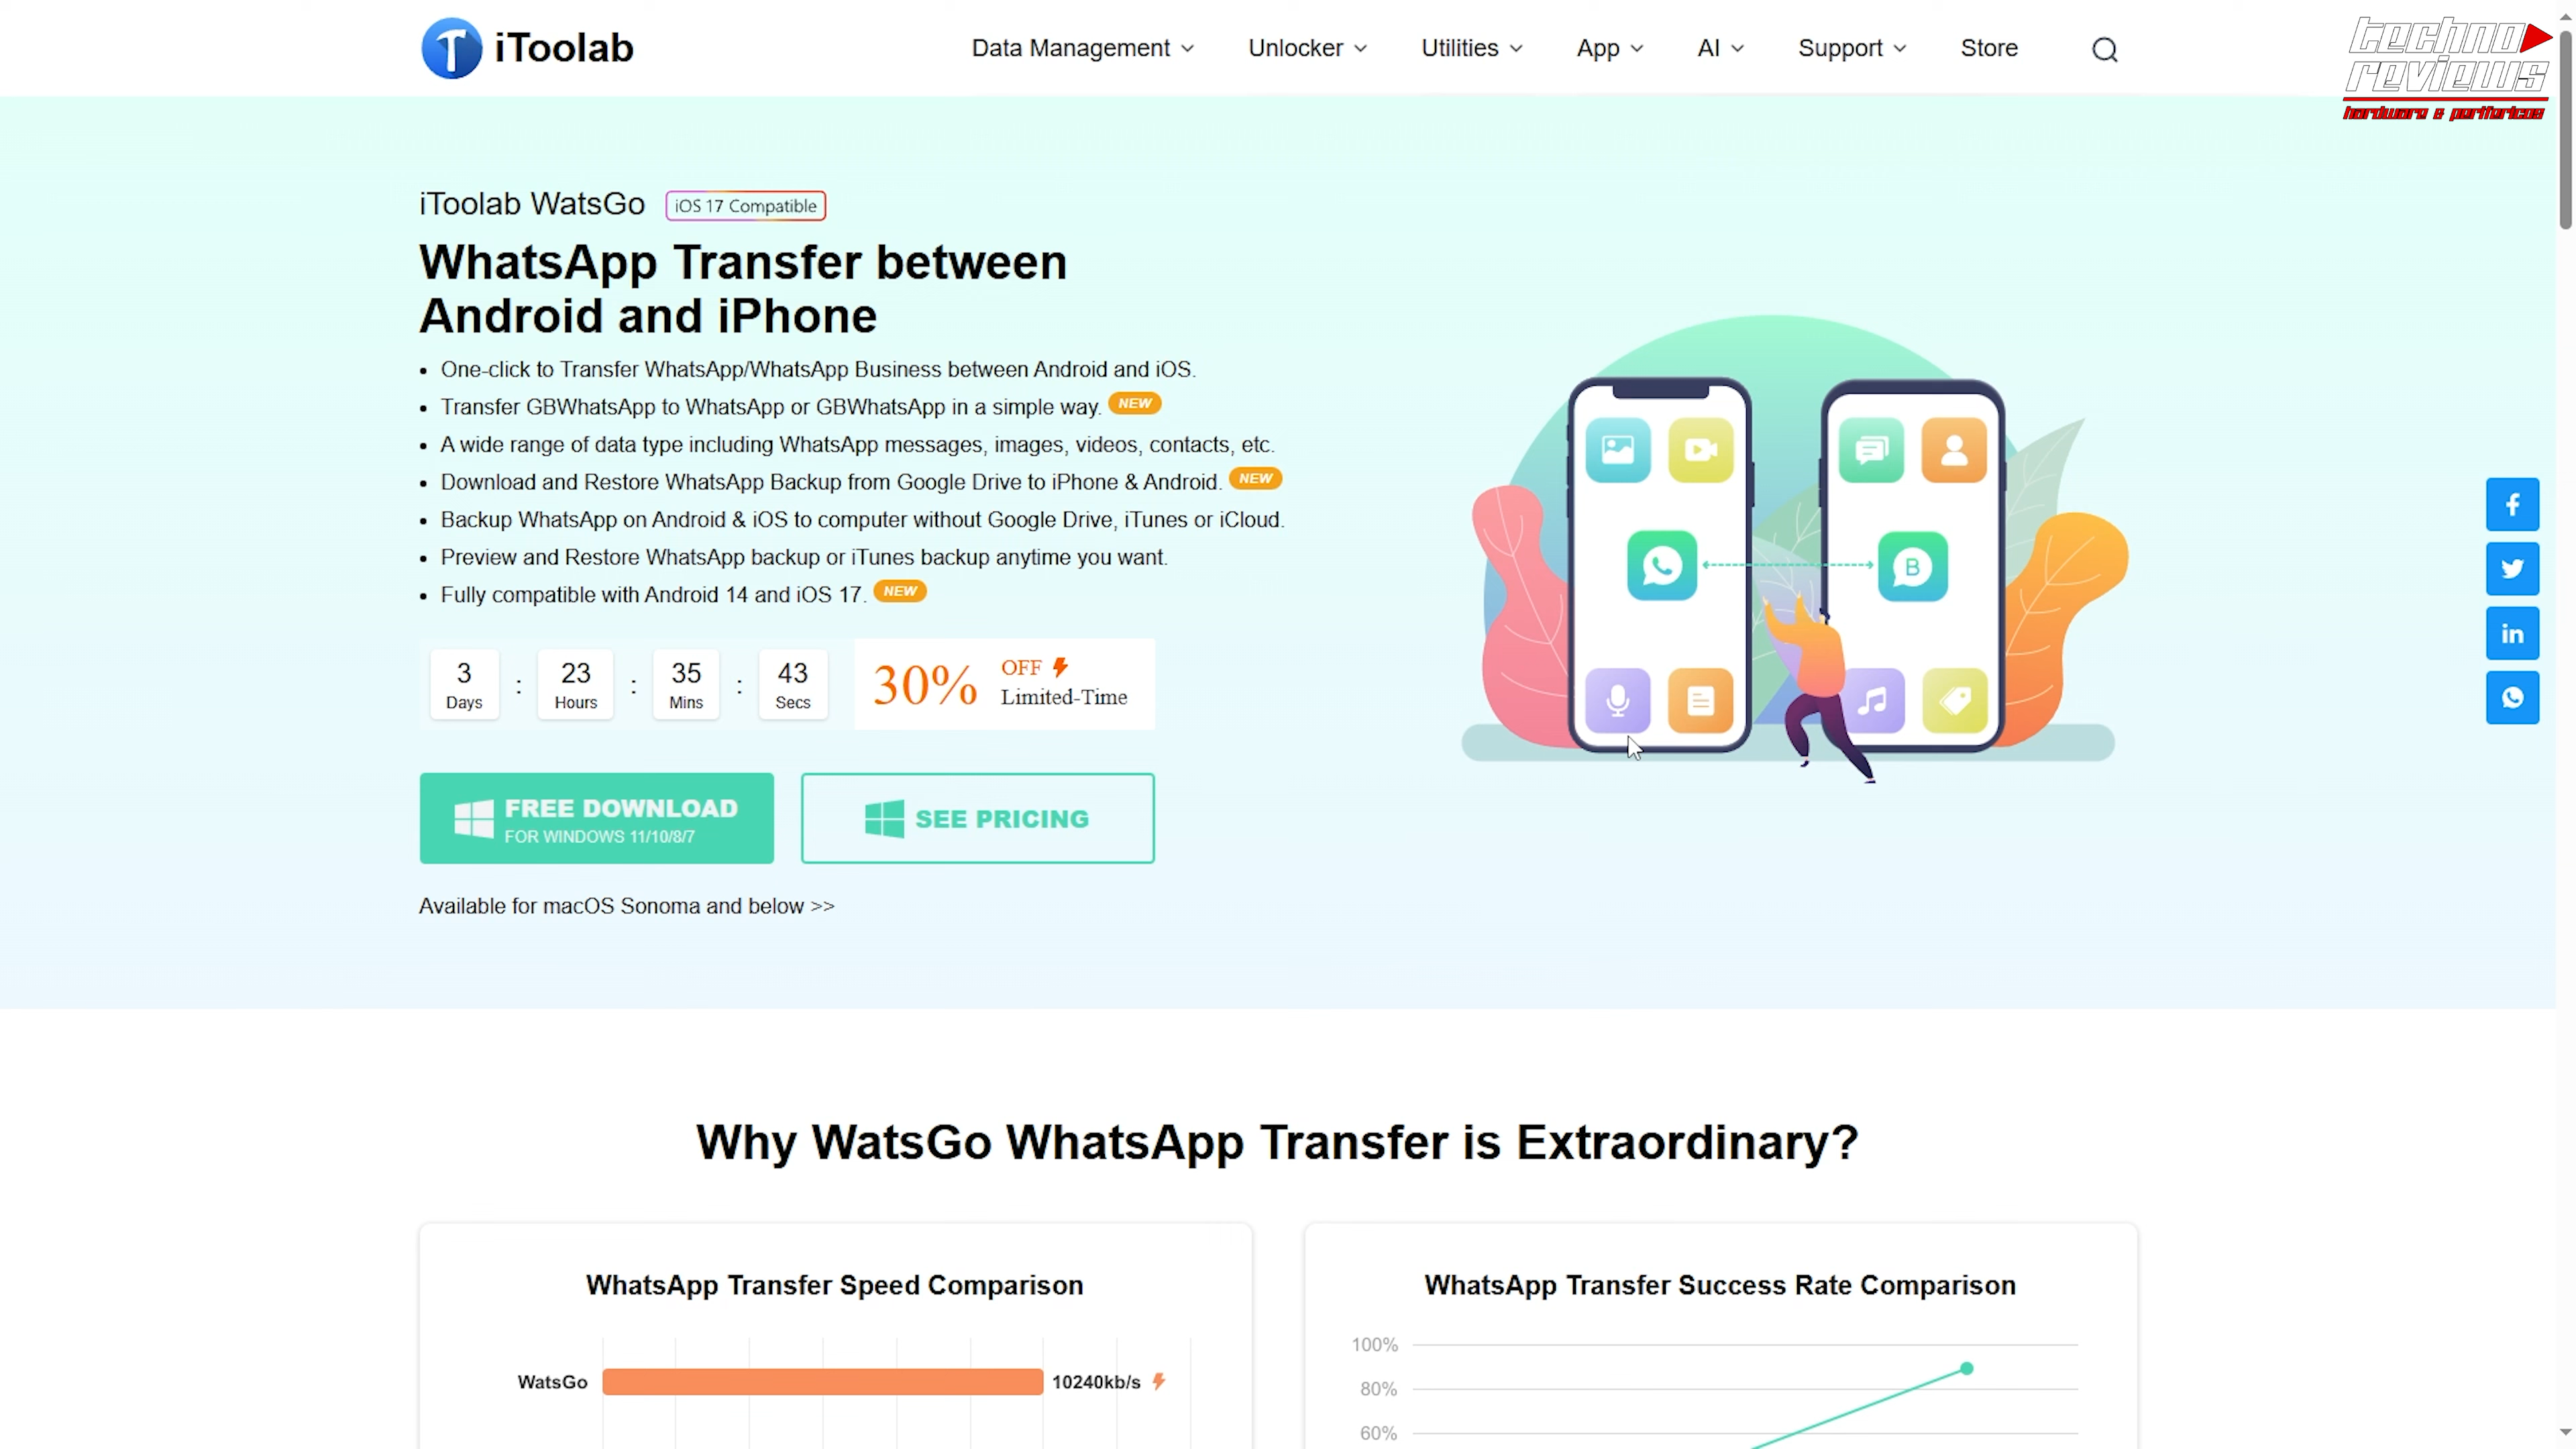 iToolab
Data Management
Unlocker
Utilities
App
AI
Support
Store
techno
reviews
hardware & perifericos
iToolab WatsGo
iOS 17 Compatible
WhatsApp Transfer between
Android and iPhone
• One-click to Transfer WhatsApp/WhatsApp Business between Android and iOS.
• Transfer GBWhatsApp to WhatsApp or GBWhatsApp in a simple way. NEW
• A wide range of data type including WhatsApp messages, images, videos, contacts, etc.
• Download and Restore WhatsApp Backup from Google Drive to iPhone & Android. NEW
• Backup WhatsApp on Android & iOS to computer without Google Drive, iTunes or iCloud.
• Preview and Restore WhatsApp backup or iTunes backup anytime you want.
• Fully compatible with Android 14 and iOS 17. NEW
3 : 23 : 35 : 43
Days Hours Mins Secs
30% OFF
Limited-Time
FREE DOWNLOAD
FOR WINDOWS 11/10/8/7
SEE PRICING
Available for macOS Sonoma and below >>
B
Why WatsGo WhatsApp Transfer is Extraordinary?
WhatsApp Transfer Speed Comparison
WatsGo 10240kb/s
WhatsApp Transfer Success Rate Comparison
100%
80%
60%